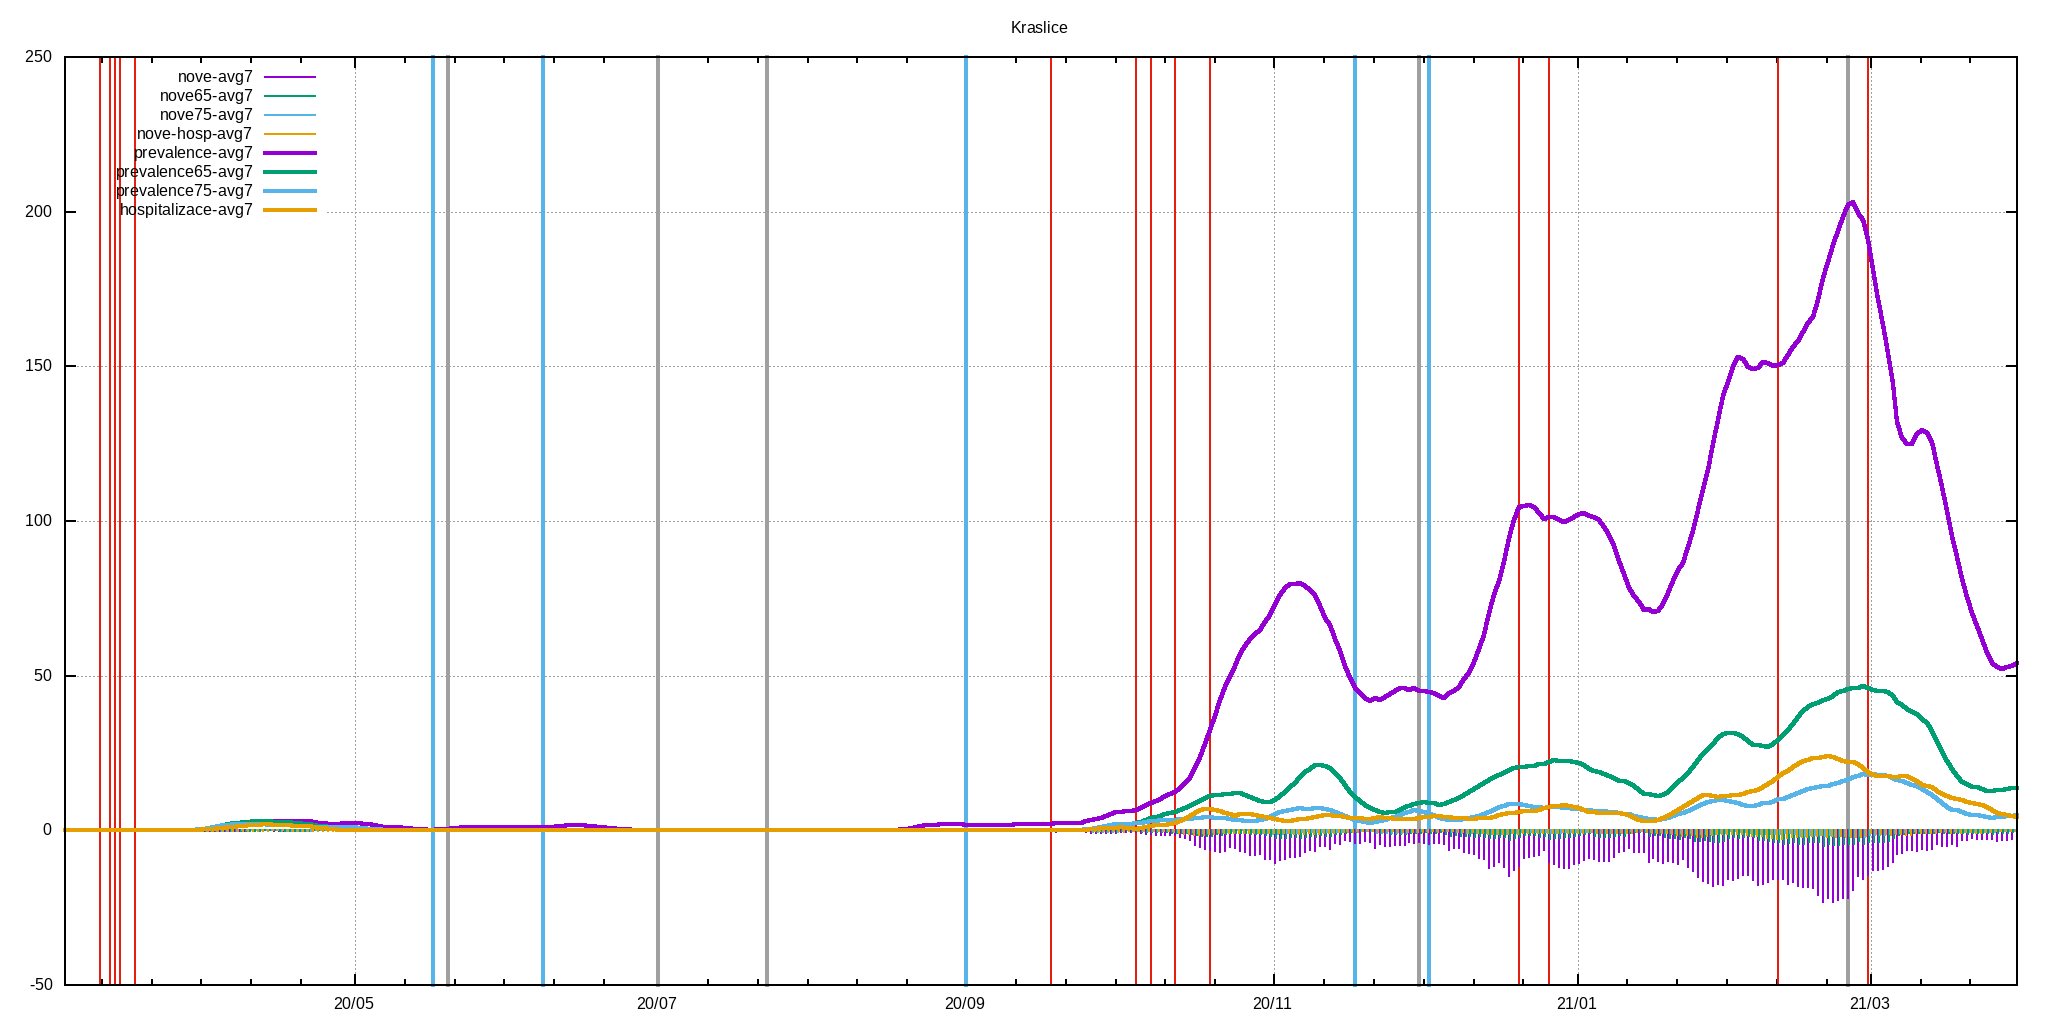 Kraslice
250
nove-avg7
nove65-avg7
nove75-avg7
nove-hosp-avg7
prevalence-avg7
prevalence65-avg7
prevalence75-avg7
hospitalizace-avg7
200
150
100
50
0
-50
20/05 20/07 20/09 20/11 21/01 21/03